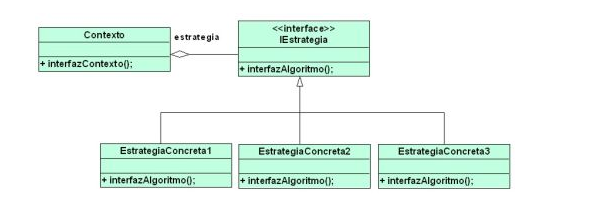 Contexto
+ interfazContexto();
estrategia
<<interface>>
IEstrategia
+ interfazAlgoritmo();
EstrategiaConcreta1
+ interfazAlgoritmo();
EstrategiaConcreta2
+ interfazAlgoritmo();
EstrategiaConcreta3
+ interfazAlgoritmo();